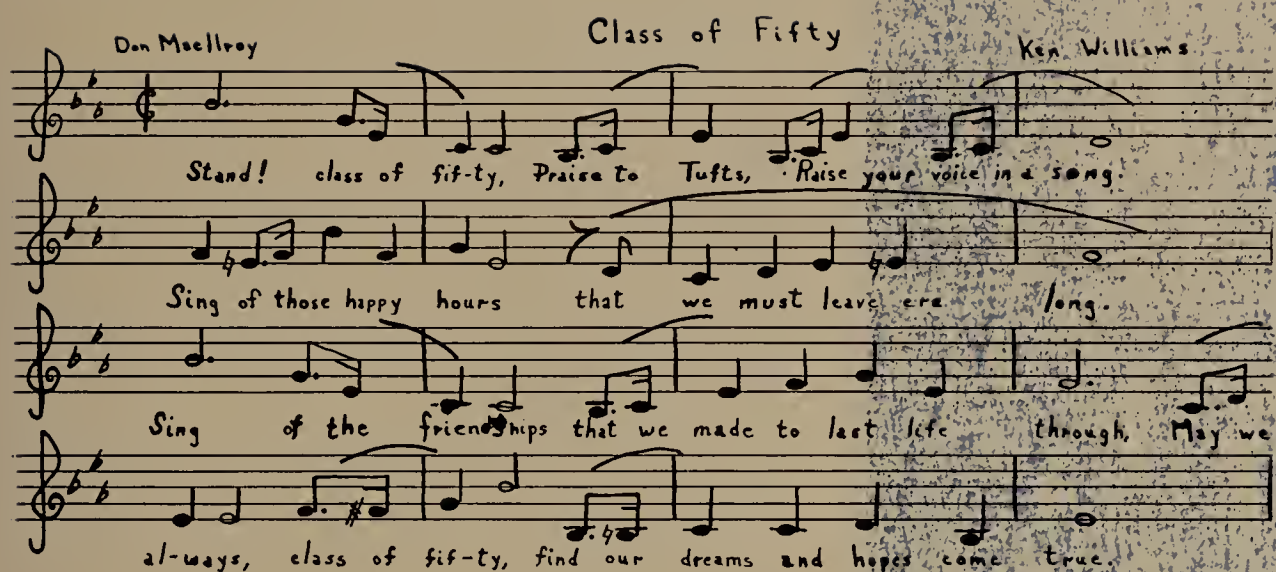 Class of Fifty
Don MacIlroy Ken Williams
Stand! class of fif-ty, Praise to Tufts, Raise your voice in a song.
Sing of those happy hours that we must leave ere long.
Sing of the friendships that we made to last life through, May we
al-ways, class of fif-ty, find our dreams and hopes come true.